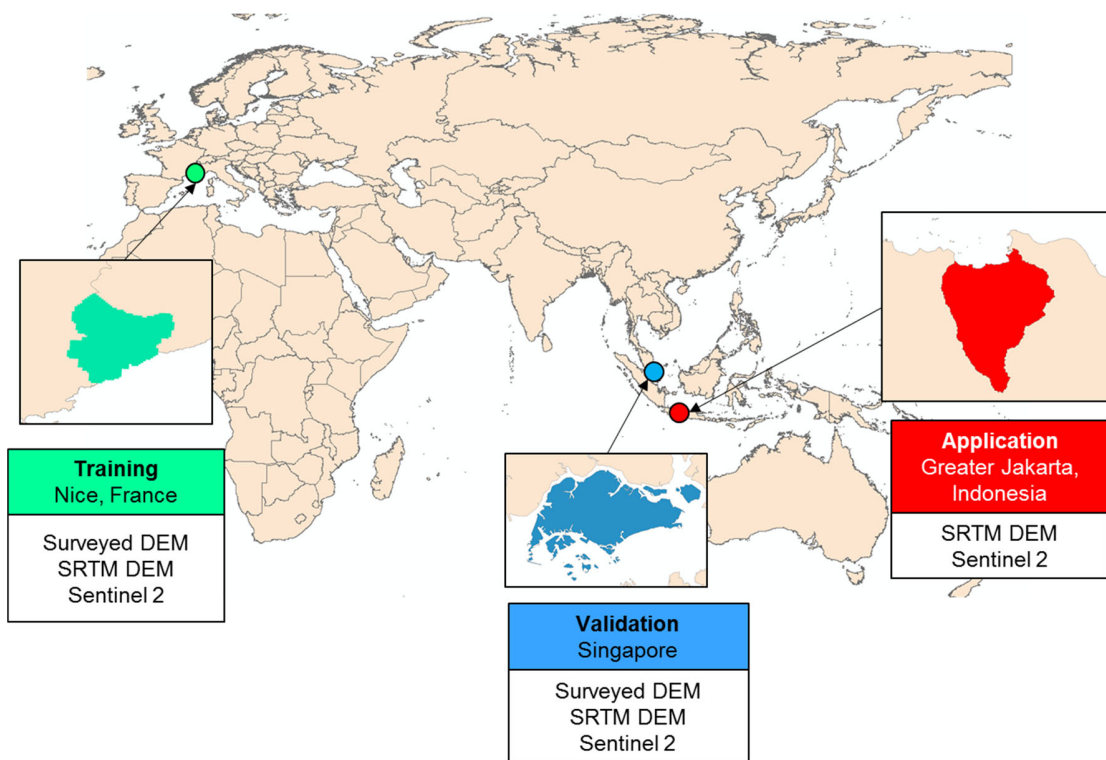 Training
Nice, France
Surveyed DEM
SRTM DEM
Sentinel 2
Validation
Singapore
Surveyed DEM
SRTM DEM
Sentinel 2
Application
Greater Jakarta,
Indonesia
SRTM DEM
Sentinel 2